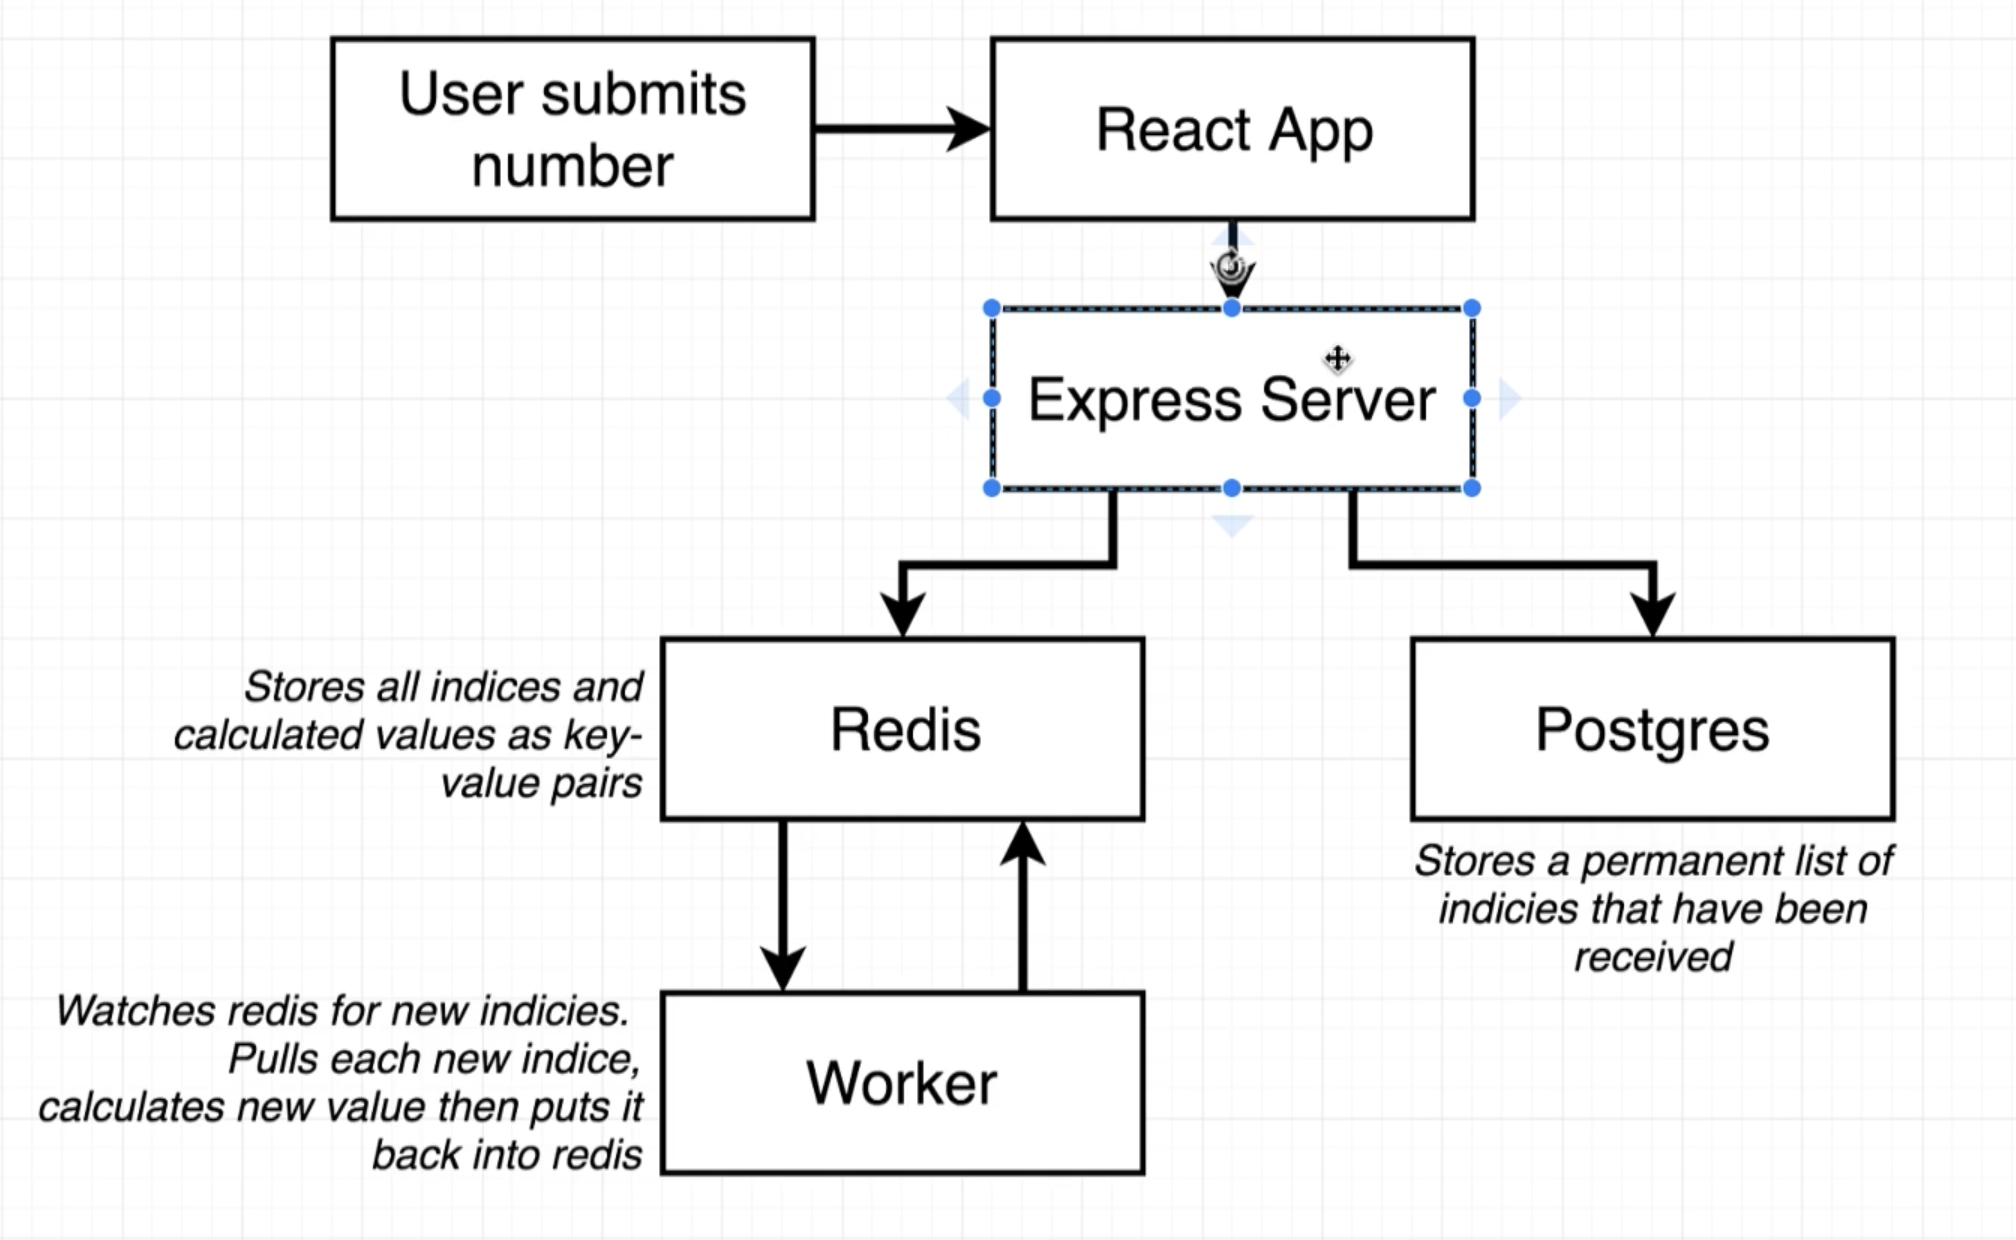 User submits
number
React App
Express Server
Stores all indices and
calculated values as key-
value pairs
Redis
Postgres
Stores a permanent list of
indicies that have been
received
Watches redis for new indicies.
Pulls each new indice,
calculates new value then puts it
back into redis
Worker